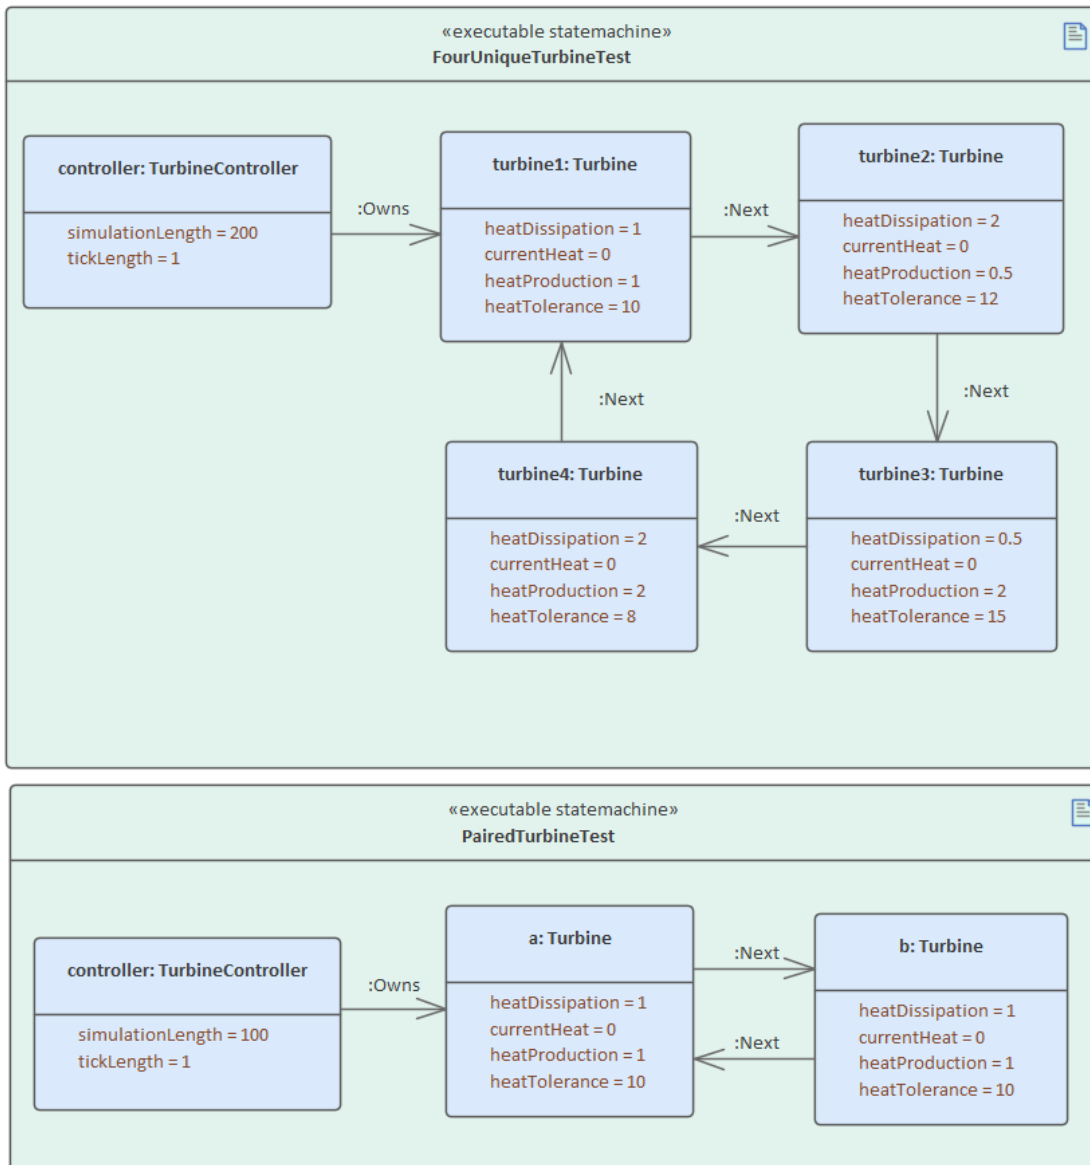 «executable statemachine»
FourUniqueTurbineTest
controller: TurbineController
simulationLength = 200
tickLength = 1
:Owns
turbine1: Turbine
heatDissipation = 1
currentHeat = 0
heatProduction = 1
heatTolerance = 10
:Next
turbine2: Turbine
heatDissipation = 2
currentHeat = 0
heatProduction = 0.5
heatTolerance = 12
:Next
:Next
turbine4: Turbine
heatDissipation = 2
currentHeat = 0
heatProduction = 2
heatTolerance = 8
:Next
turbine3: Turbine
heatDissipation = 0.5
currentHeat = 0
heatProduction = 2
heatTolerance = 15
«executable statemachine»
PairedTurbineTest
controller: TurbineController
simulationLength = 100
tickLength = 1
:Owns
a: Turbine
heatDissipation = 1
currentHeat = 0
heatProduction = 1
heatTolerance = 10
:Next
:Next
b: Turbine
heatDissipation = 1
currentHeat = 0
heatProduction = 1
heatTolerance = 10